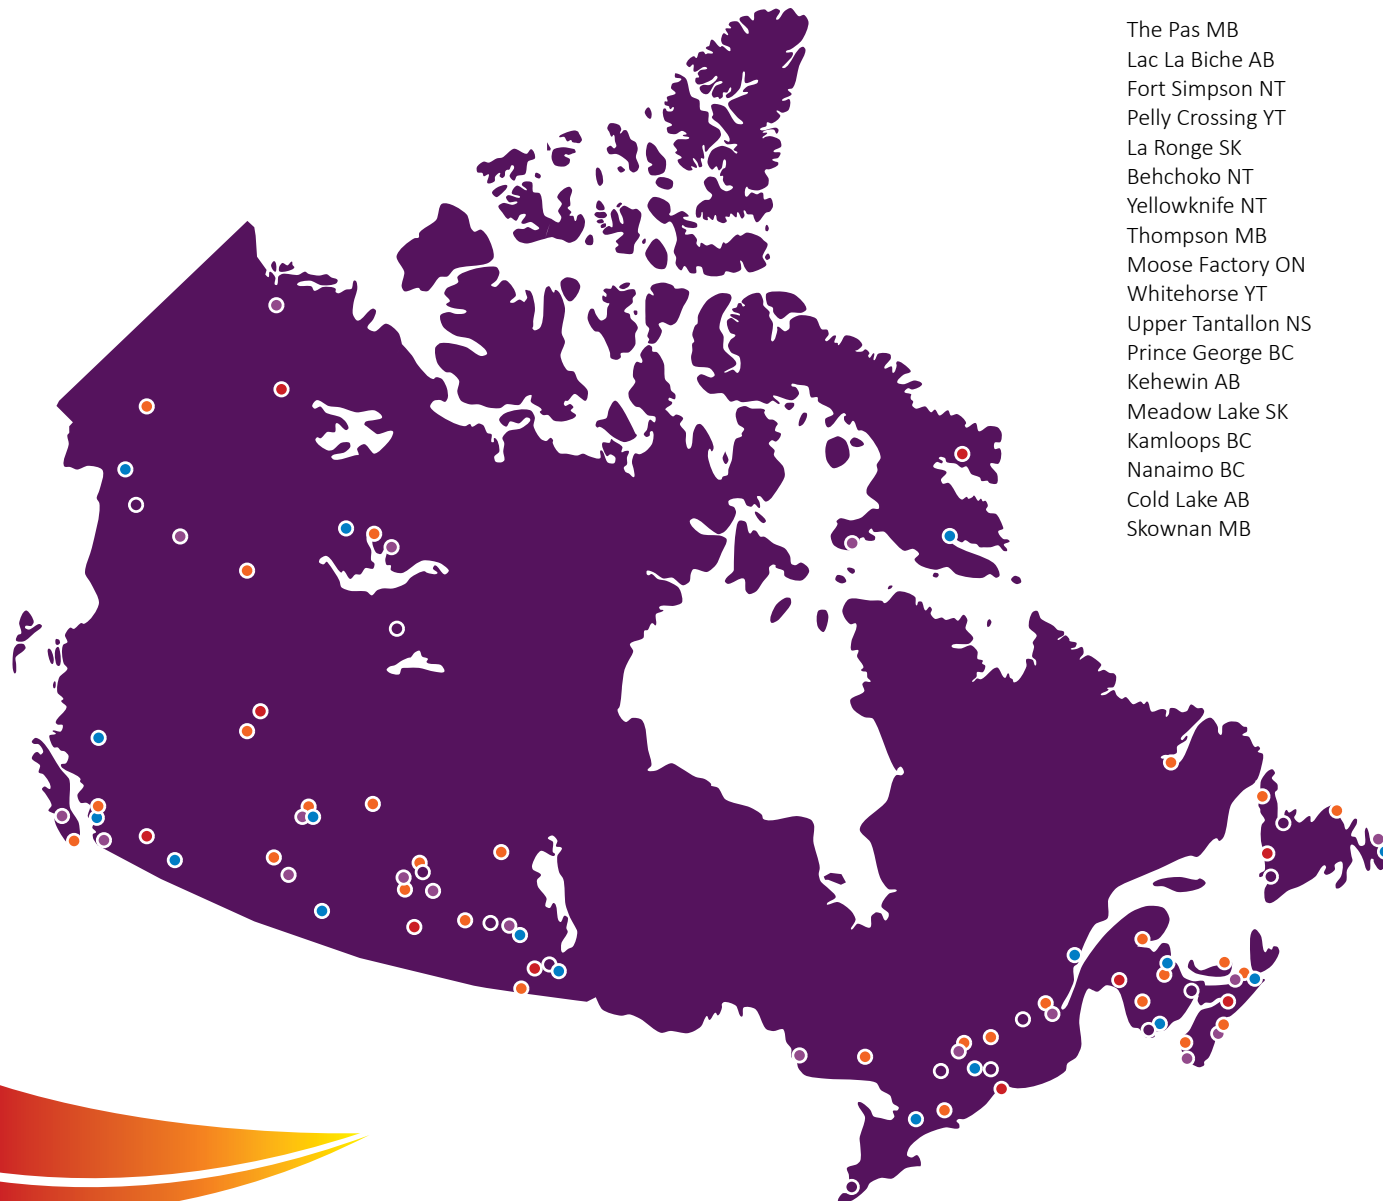 The Pas MB
Lac La Biche AB
Fort Simpson NT
Pelly Crossing YT
La Ronge SK
Behchoko NT
Yellowknife NT
Thompson MB
Moose Factory ON
Whitehorse YT
Upper Tantallon NS
Prince George BC
Kehewin AB
Meadow Lake SK
Kamloops BC
Nanaimo BC
Cold Lake AB
Skownan MB